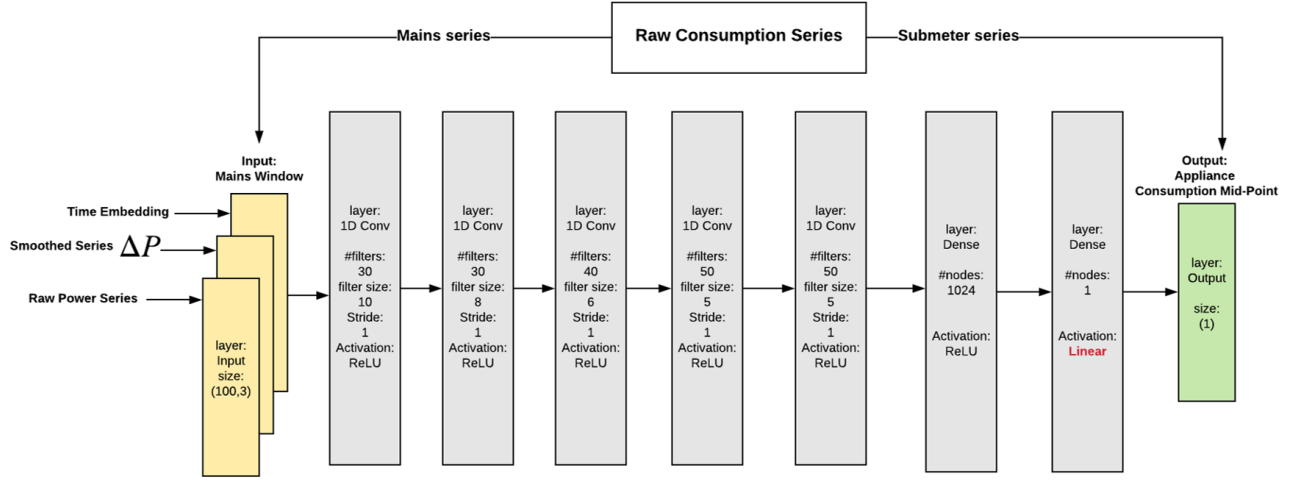 Raw Consumption Series
Mains series
Submeter series
Input:
Mains Window
Time Embedding
Smoothed Series ΔP
Raw Power Series
layer:
Input
size:
(100,3)
layer:
1D Conv
#filters:
30
filter size:
10
Stride:
1
Activation:
ReLU
layer:
1D Conv
#filters:
30
filter size:
8
Stride:
1
Activation:
ReLU
layer:
1D Conv
#filters:
40
filter size:
6
Stride:
1
Activation:
ReLU
layer:
1D Conv
#filters:
50
filter size:
5
Stride:
1
Activation:
ReLU
layer:
1D Conv
#filters:
50
filter size:
5
Stride:
1
Activation:
ReLU
layer:
Dense
#nodes:
1024
Activation:
ReLU
layer:
Dense
#nodes:
1
Activation:
Linear
Output:
Appliance
Consumption Mid-Point
layer:
Output
size:
(1)